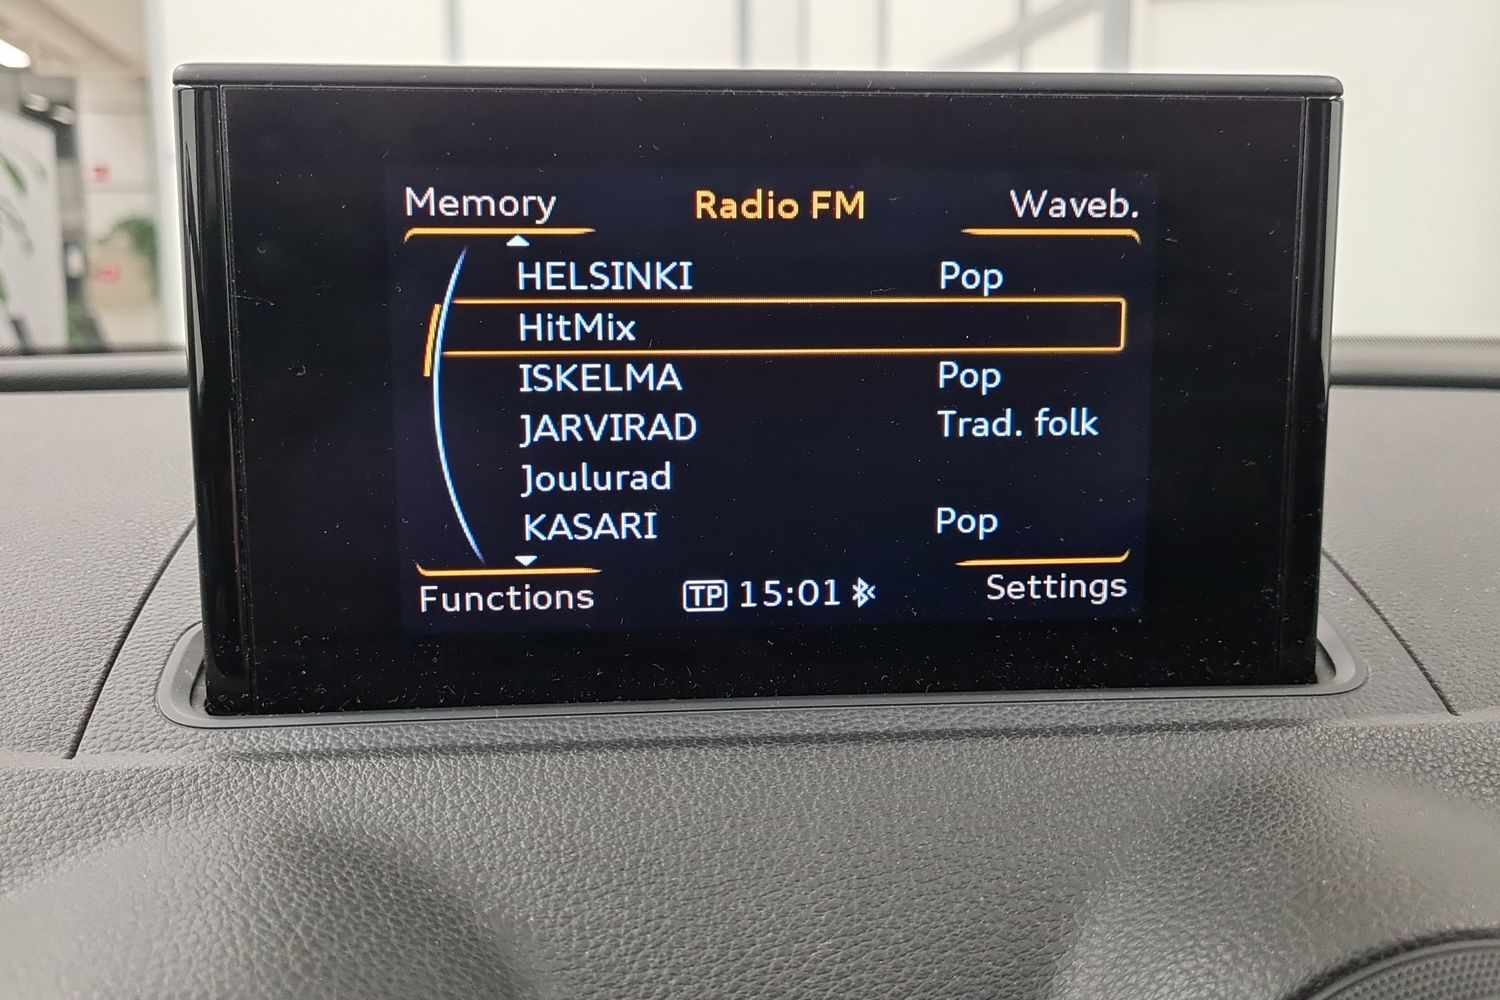 Memory Radio FM Waveb.
HELSINKI Pop
HitMix
ISKELMA Pop
JARVIRAD Trad. folk
Joulurad
KASARI Pop
Functions TP 15:01 Settings